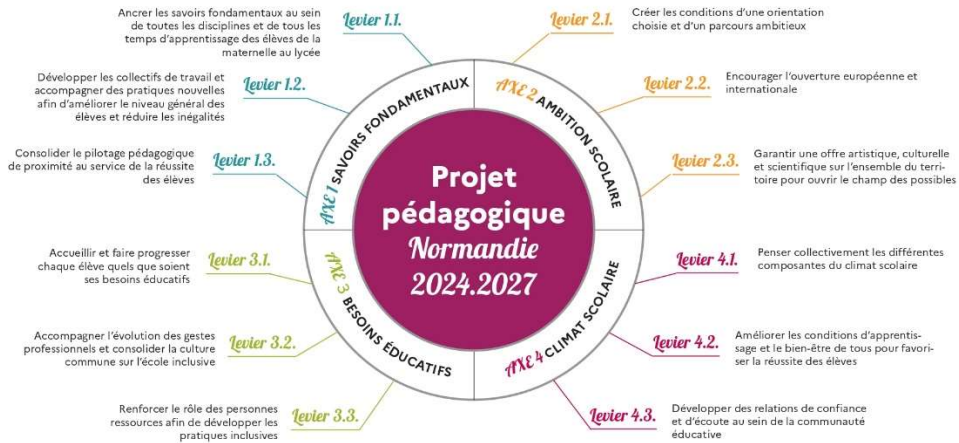 Projet
pédagogique
Normandie
2024.2027
AXE 1 SAVOIRS FONDAMENTAUX
Levier 1.1.
Ancrer les savoirs fondamentaux au sein
de toutes les disciplines et de tous les
temps d'apprentissage des élèves de la
maternelle au lycée
Levier 1.2.
Développer les collectifs de travail et
accompagner des pratiques nouvelles
afin d'améliorer le niveau général des
élèves et réduire les inégalités
Levier 1.3.
Consolider le pilotage pédagogique
de proximité au service de la réussite
des élèves
AXE 2 AMBITION SCOLAIRE
Levier 2.1.
Créer les conditions d'une orientation
choisie et d'un parcours ambitieux
Levier 2.2.
Encourager l'ouverture européenne et
internationale
Levier 2.3.
Garantir une offre artistique, culturelle
et scientifique sur l'ensemble du terri-
toire pour ouvrir le champ des possibles
AXE 3 BESOINS ÉDUCATIFS
Levier 3.1.
Accueillir et faire progresser
chaque élève quels que soient
ses besoins éducatifs
Levier 3.2.
Accompagner l'évolution des gestes
professionnels et consolider la culture
commune sur l'école inclusive
Levier 3.3.
Renforcer le rôle des personnes
ressources afin de développer les
pratiques inclusives
AXE 4 CLIMAT SCOLAIRE
Levier 4.1.
Penser collectivement les différentes
composantes du climat scolaire
Levier 4.2.
Améliorer les conditions d'apprentis-
sage et le bien-être de tous pour favori-
ser la réussite des élèves
Levier 4.3.
Développer des relations de confiance
et d'écoute au sein de la communauté
éducative